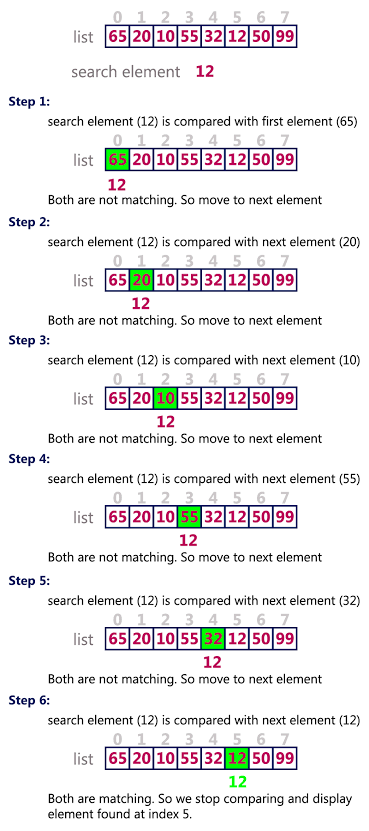 0 1 2 3 4 5 6 7
list 65 20 10 55 32 12 50 99
search element 12
Step 1:
search element (12) is compared with first element (65)
0 1 2 3 4 5 6 7
list 65 20 10 55 32 12 50 99
12
Both are not matching. So move to next element
Step 2:
search element (12) is compared with next element (20)
0 1 2 3 4 5 6 7
list 65 20 10 55 32 12 50 99
12
Both are not matching. So move to next element
Step 3:
search element (12) is compared with next element (10)
0 1 2 3 4 5 6 7
list 65 20 10 55 32 12 50 99
12
Both are not matching. So move to next element
Step 4:
search element (12) is compared with next element (55)
0 1 2 3 4 5 6 7
list 65 20 10 55 32 12 50 99
12
Both are not matching. So move to next element
Step 5:
search element (12) is compared with next element (32)
0 1 2 3 4 5 6 7
list 65 20 10 55 32 12 50 99
12
Both are not matching. So move to next element
Step 6:
search element (12) is compared with next element (12)
0 1 2 3 4 5 6 7
list 65 20 10 55 32 12 50 99
12
Both are matching. So we stop comparing and display
element found at index 5.